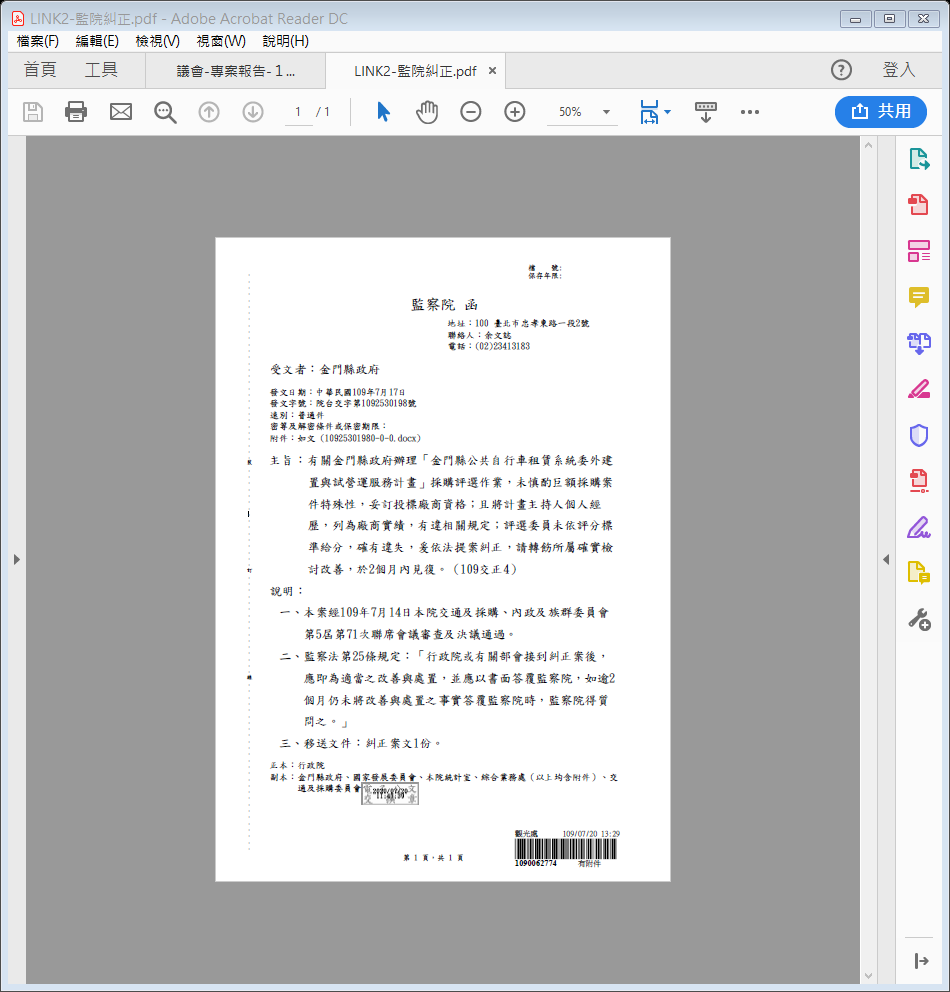 LINK2-監院糾正.pdf - Adobe Acrobat Reader DC
檔案(F) 編輯(E) 檢視(V) 視窗(W) 說明(H)
首頁 工具 議會-專案報告- 1 ... LINK2-監院糾正.pdf × 登入
1 / 1 50% 共用
檔　號:
保存年限:
監察院 函
地址：100 臺北市忠孝東路一段2號
聯絡人：余文誌
電話：(02)23413183
受文者：金門縣政府
發文日期：中華民國109年7月17日
發文字號：院台交字第1092530198號
速別：普通件
密等及解密條件或保密期限：
附件：如文（10925301980-0-0.docx）
主旨：有關金門縣政府辦理「金門縣公共自行車租賃系統委外建
置與試營運服務計畫」採購評選作業，未慎酌巨額採購案
件特殊性，妥訂投標廠商資格；且將計畫主持人個人經
歷，列為廠商實績，有違相關規定；評選委員未依評分標
準給分，確有違失，爰依法提案糾正，請轉飭所屬確實檢
討改善，於2個月內見復。（109交正4）
說明：
一、本案經109年7月14日本院交通及採購、內政及族群委員會
第5屆第71次聯席會議審查及決議通過。
二、監察法第25條規定：「行政院或有關部會接到糾正案後，
應即為適當之改善與處置，並應以書面答覆監察院，如逾2
個月仍未將改善與處置之事實答覆監察院時，監察院得質
問之。」
三、移送文件：糾正案文1份。
正本：行政院
副本：金門縣政府、國家發展委員會、本院統計室、綜合業務處（以上均含附件）、交
通及採購委員會
2020/07/20
觀光處 109/07/20 13:29
1090062774 有附件
第 1 頁，共 1 頁